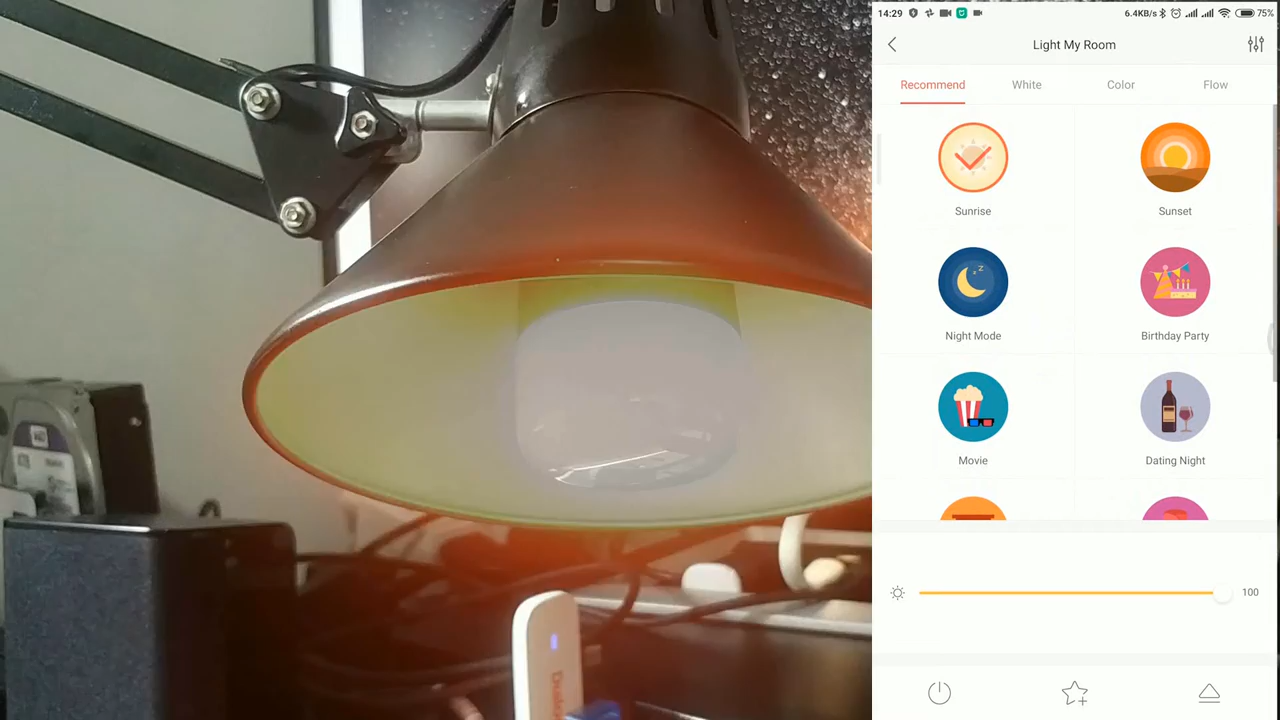 14:29 6.4KB/s 75%
Light My Room
Recommend White Color Flow
Sunrise Sunset
Night Mode Birthday Party
Movie Dating Night
100